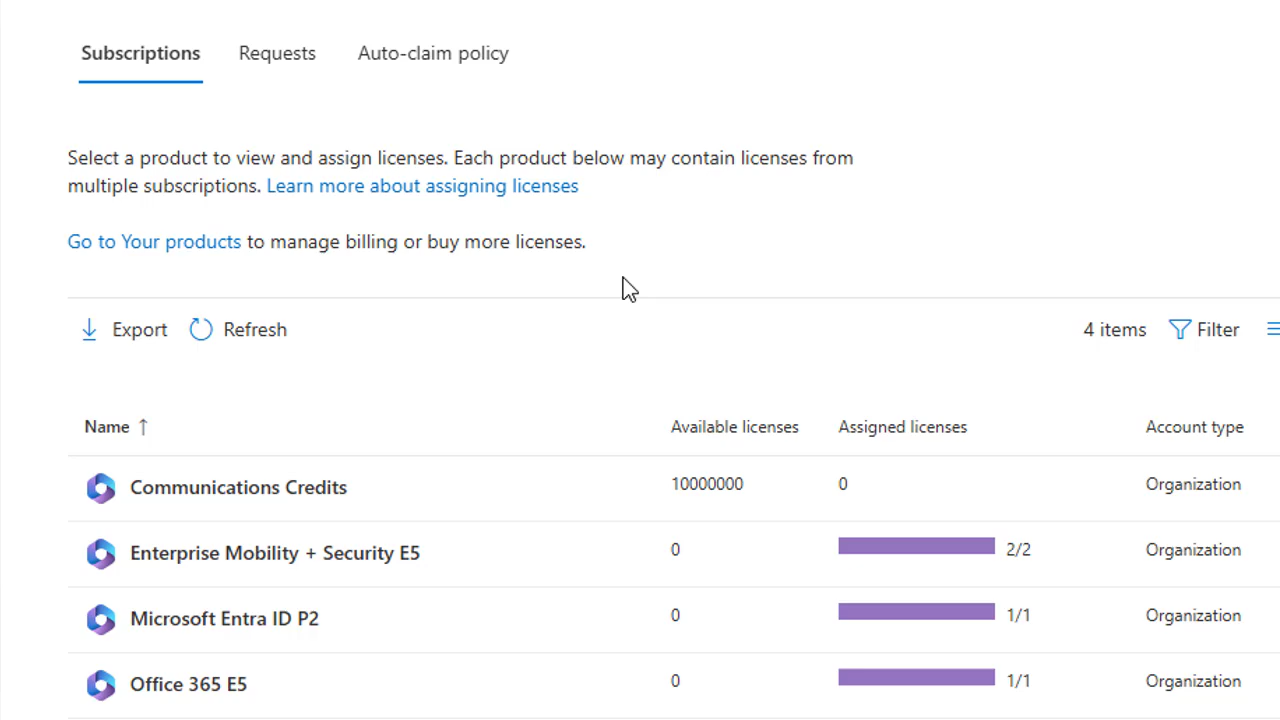 Subscriptions Requests Auto-claim policy
Select a product to view and assign licenses. Each product below may contain licenses from
multiple subscriptions. Learn more about assigning licenses
Go to Your products to manage billing or buy more licenses.
Export Refresh 4 items Filter
Name ↑ Available licenses Assigned licenses Account type
Communications Credits 10000000 0 Organization
Enterprise Mobility + Security E5 0 2/2 Organization
Microsoft Entra ID P2 0 1/1 Organization
Office 365 E5 0 1/1 Organization